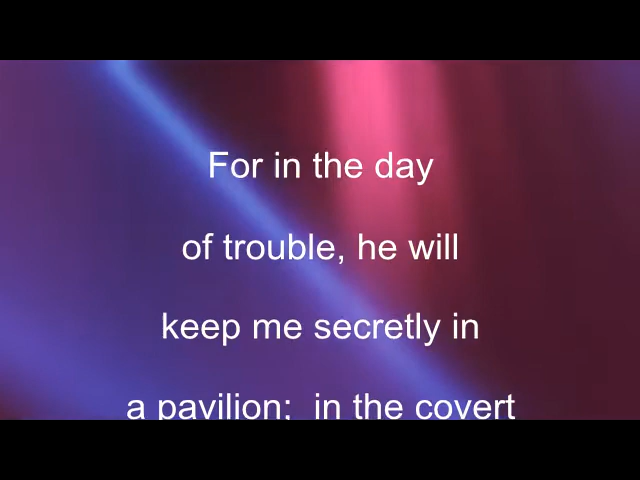 For in the day
of trouble, he will
keep me secretly in
a pavilion;  in the covert